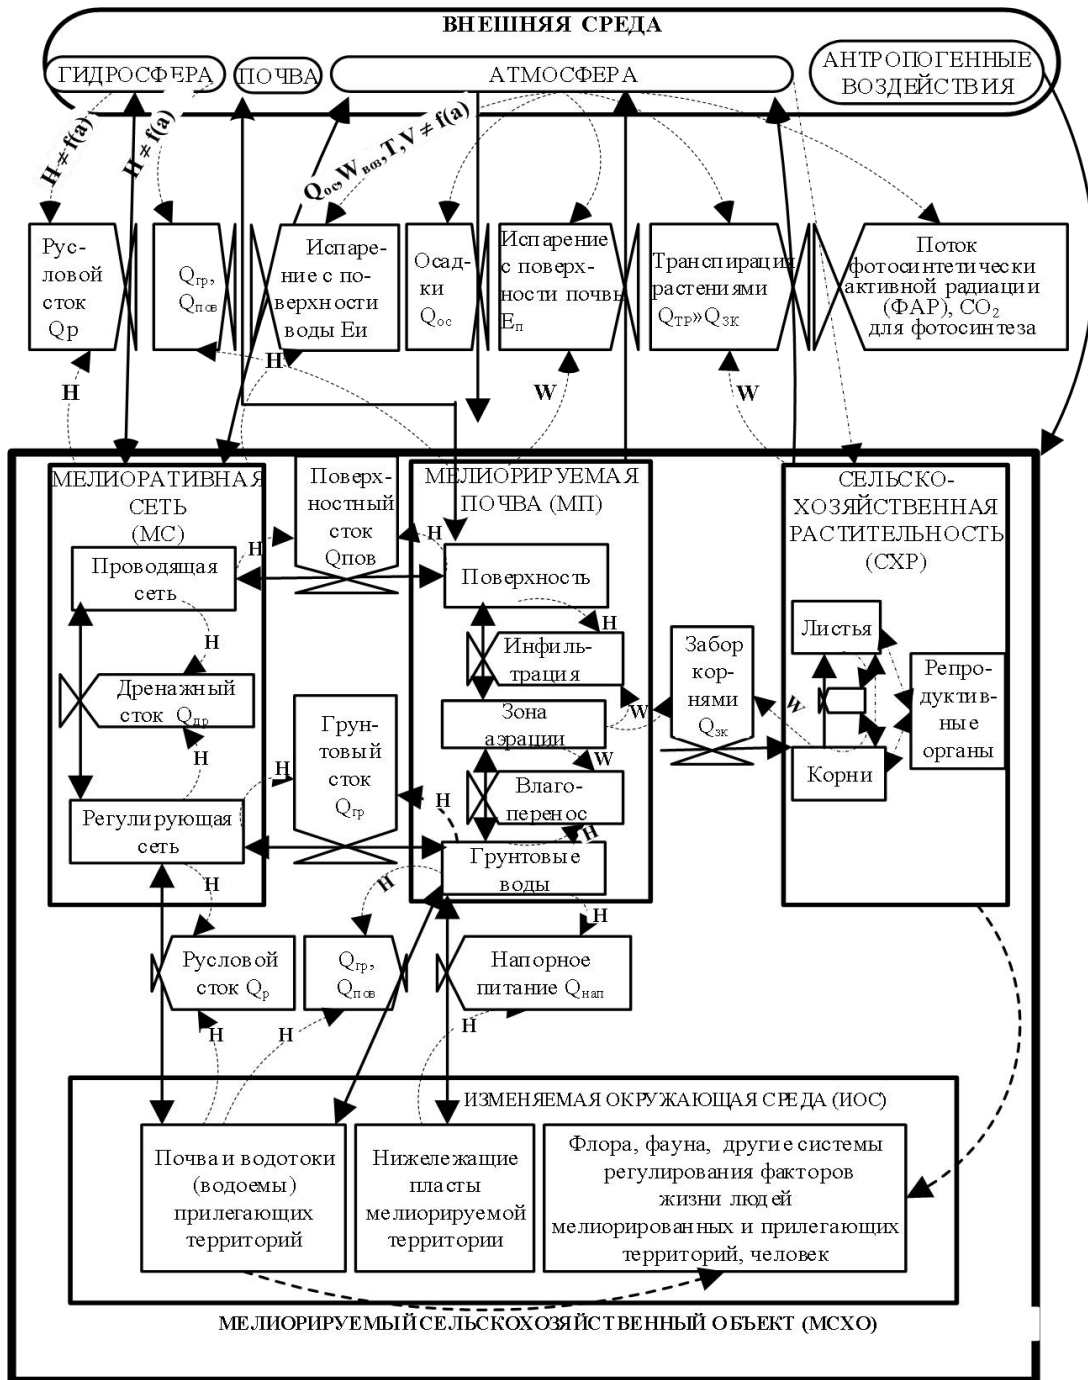 ВНЕШНЯЯ СРЕДА
ГИДРОСФЕРА
ПОЧВА
АТМОСФЕРА
АНТРОПОГЕННЫЕ
ВОЗДЕЙСТВИЯ
H ≠ f(a)
H ≠ f(a)
Qос,Wвоз,T,V ≠ f(a)
Рус-
ловой
сток
Qр
Qгр,
Qпов
Испаре-
ние с по-
верхности
воды Eи
Осад-
ки
Qос
Испарение
с поверх-
ности почвы
Eп
Транспирация
растениями
QТР»QЗК
Поток
фотосинтетически
активной радиации
(ФАР), CO2
для фотосинтеза
H
H
W
W
МЕЛИОРАТИВНАЯ
СЕТЬ
(МС)
Поверх-
ностный
сток
Qпов
МЕЛИОРИРУЕМАЯ
ПОЧВА (МП)
СЕЛЬСКО-
ХОЗЯЙСТВЕННАЯ
РАСТИТЕЛЬНОСТЬ
(СХР)
H
H
Проводящая
сеть
Поверхность
H
H
Инфиль-
трация
Забор
кор-
нями
Qзк
Листья
Репро-
дуктив-
ные
органы
Дренажный
сток Qдр
Грун-
товый
сток
Qгр
Зона
аэрации
W
W
W
Корни
H
H
Влаго-
перенос
H
H
Регулирующая
сеть
Грунтовые
воды
H
H
H
Русловой
сток Qр
Qгр,
Qпов
Напорное
питание Qнап
H
H
H
ИЗМЕНЯЕМАЯ ОКРУЖАЮЩАЯ СРЕДА (ИОС)
Почва и водотоки
(водоемы)
прилегающих
территорий
Нижележащие
пласты
мелиорируемой
территории
Флора, фауна, другие системы
регулирования факторов
жизни людей
мелиорированных и прилегающих
территорий, человек
МЕЛИОРИРУЕМЫЙ СЕЛЬСКОХОЗЯЙСТВЕННЫЙ ОБЪЕКТ (МСХО)